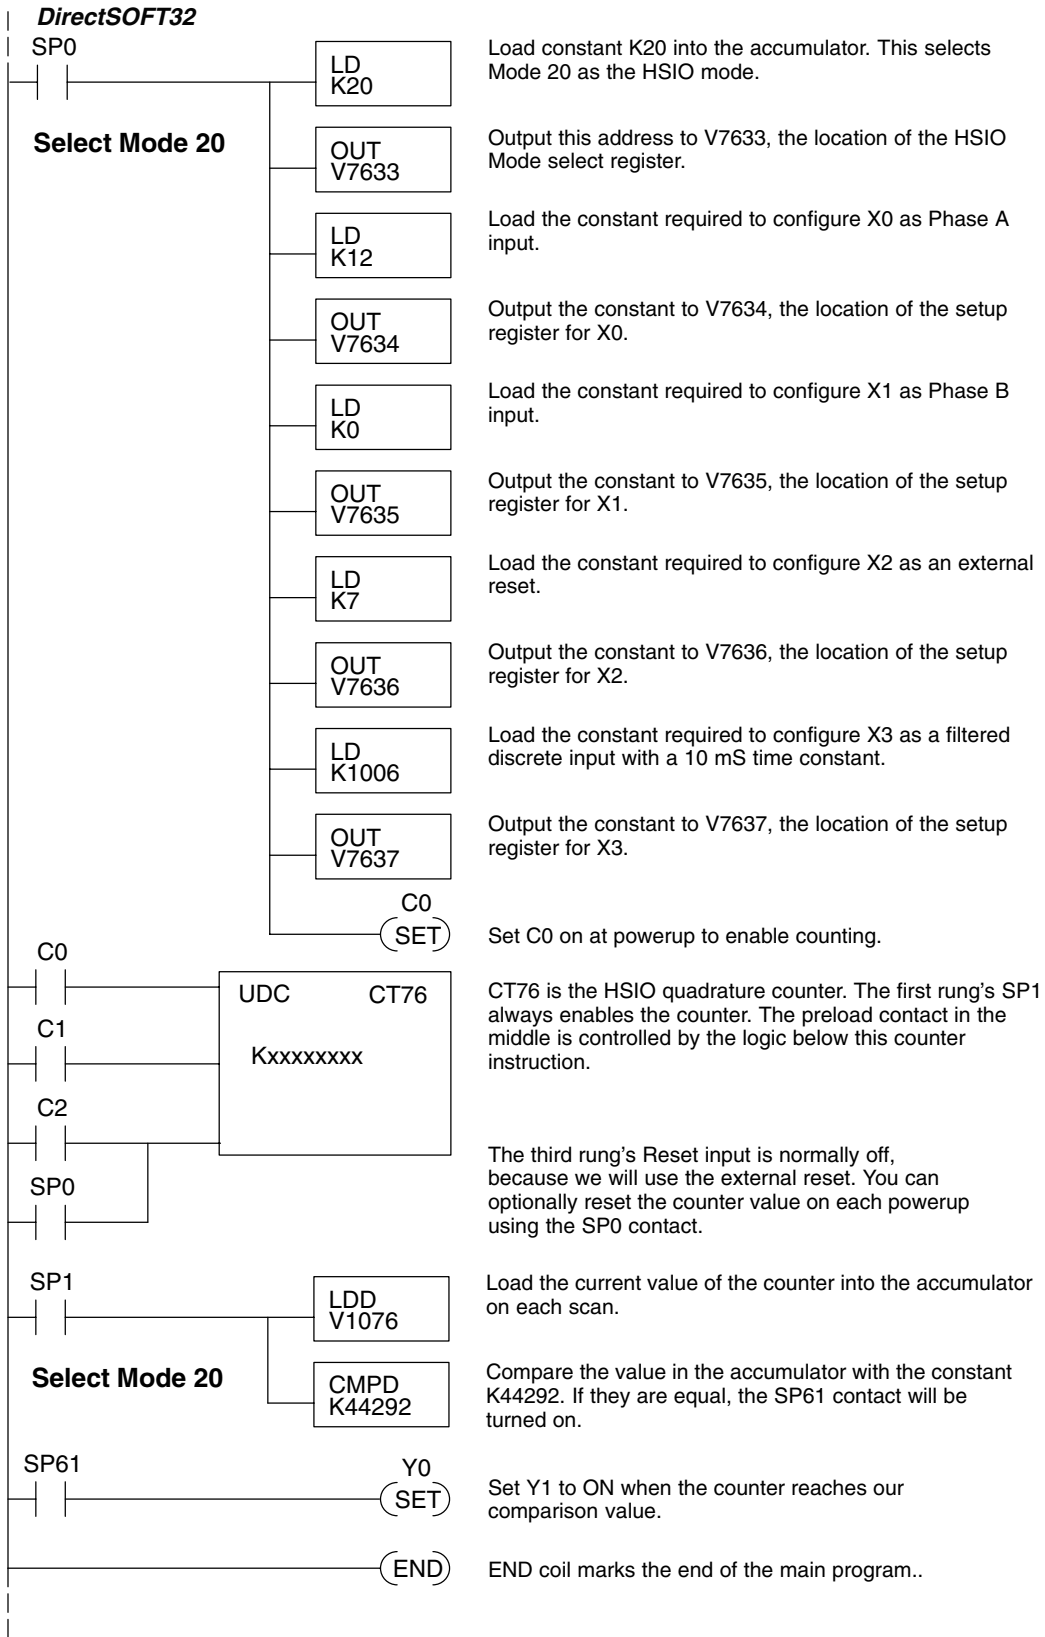 DirectSOFT32
SP0
LD
K20
Load constant K20 into the accumulator. This selects
Mode 20 as the HSIO mode.
Select Mode 20
OUT
V7633
Output this address to V7633, the location of the HSIO
Mode select register.
LD
K12
Load the constant required to configure X0 as Phase A
input.
OUT
V7634
Output the constant to V7634, the location of the setup
register for X0.
LD
K0
Load the constant required to configure X1 as Phase B
input.
OUT
V7635
Output the constant to V7635, the location of the setup
register for X1.
LD
K7
Load the constant required to configure X2 as an external
reset.
OUT
V7636
Output the constant to V7636, the location of the setup
register for X2.
LD
K1006
Load the constant required to configure X3 as a filtered
discrete input with a 10 mS time constant.
OUT
V7637
Output the constant to V7637, the location of the setup
register for X3.
C0
SET
Set C0 on at powerup to enable counting.
C0
UDC CT76
Kxxxxxxxx
CT76 is the HSIO quadrature counter. The first rung's SP1
always enables the counter. The preload contact in the
middle is controlled by the logic below this counter
instruction.
C1
C2
SP0
The third rung's Reset input is normally off,
because we will use the external reset. You can
optionally reset the counter value on each powerup
using the SP0 contact.
SP1
LDD
V1076
Load the current value of the counter into the accumulator
on each scan.
Select Mode 20
CMPD
K44292
Compare the value in the accumulator with the constant
K44292. If they are equal, the SP61 contact will be
turned on.
SP61
Y0
SET
Set Y1 to ON when the counter reaches our
comparison value.
END
END coil marks the end of the main program..